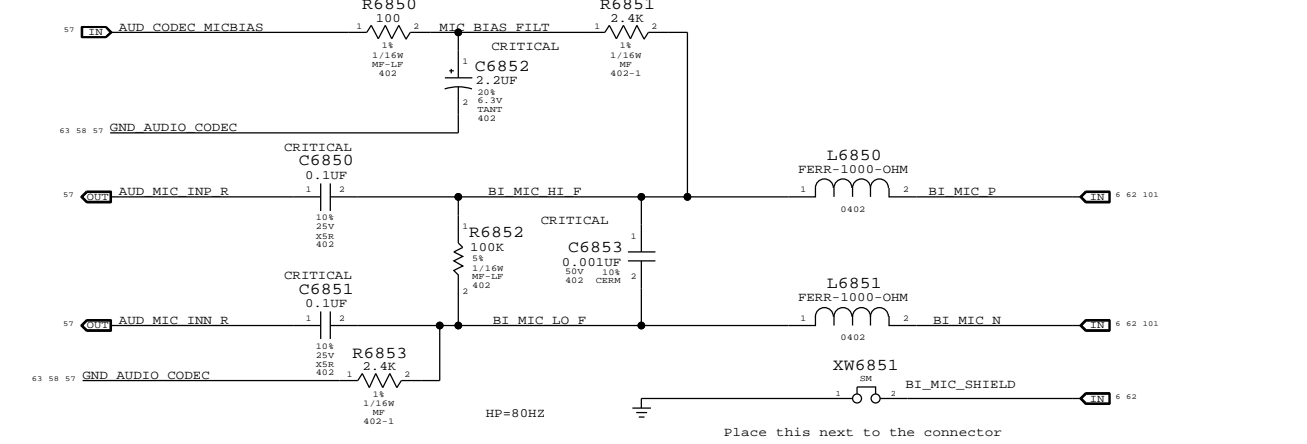 R6850
100
1 2
1%
1/16W
MF-LF
402
R6851
2.4K
1 2
1%
1/16W
MF
402-1
57 IN AUD_CODEC_MICBIAS
MIC_BIAS_FILT
CRITICAL
+ 1
C6852
2.2UF
20%
6.3V
TANT
402
2
63 58 57 GND_AUDIO_CODEC
CRITICAL
C6850
0.1UF
1 2
10%
25V
X5R
402
57 OUT AUD_MIC_INP_R
BI_MIC_HI_F
L6850
FERR-1000-OHM
1 2
0402
BI_MIC_P
IN 6 62 101
1
R6852
100K
5%
1/16W
MF-LF
402
2
CRITICAL
1
C6853
0.001UF
50V 10%
402 CERM
2
CRITICAL
C6851
0.1UF
1 2
10%
25V
X5R
402
57 OUT AUD_MIC_INN_R
BI_MIC_LO_F
L6851
FERR-1000-OHM
1 2
0402
BI_MIC_N
IN 6 62 101
63 58 57 GND_AUDIO_CODEC
R6853
2.4K
1 2
1%
1/16W
MF
402-1
HP=80HZ
XW6851
SM
1 2
BI_MIC_SHIELD
IN 6 62
Place this next to the connector